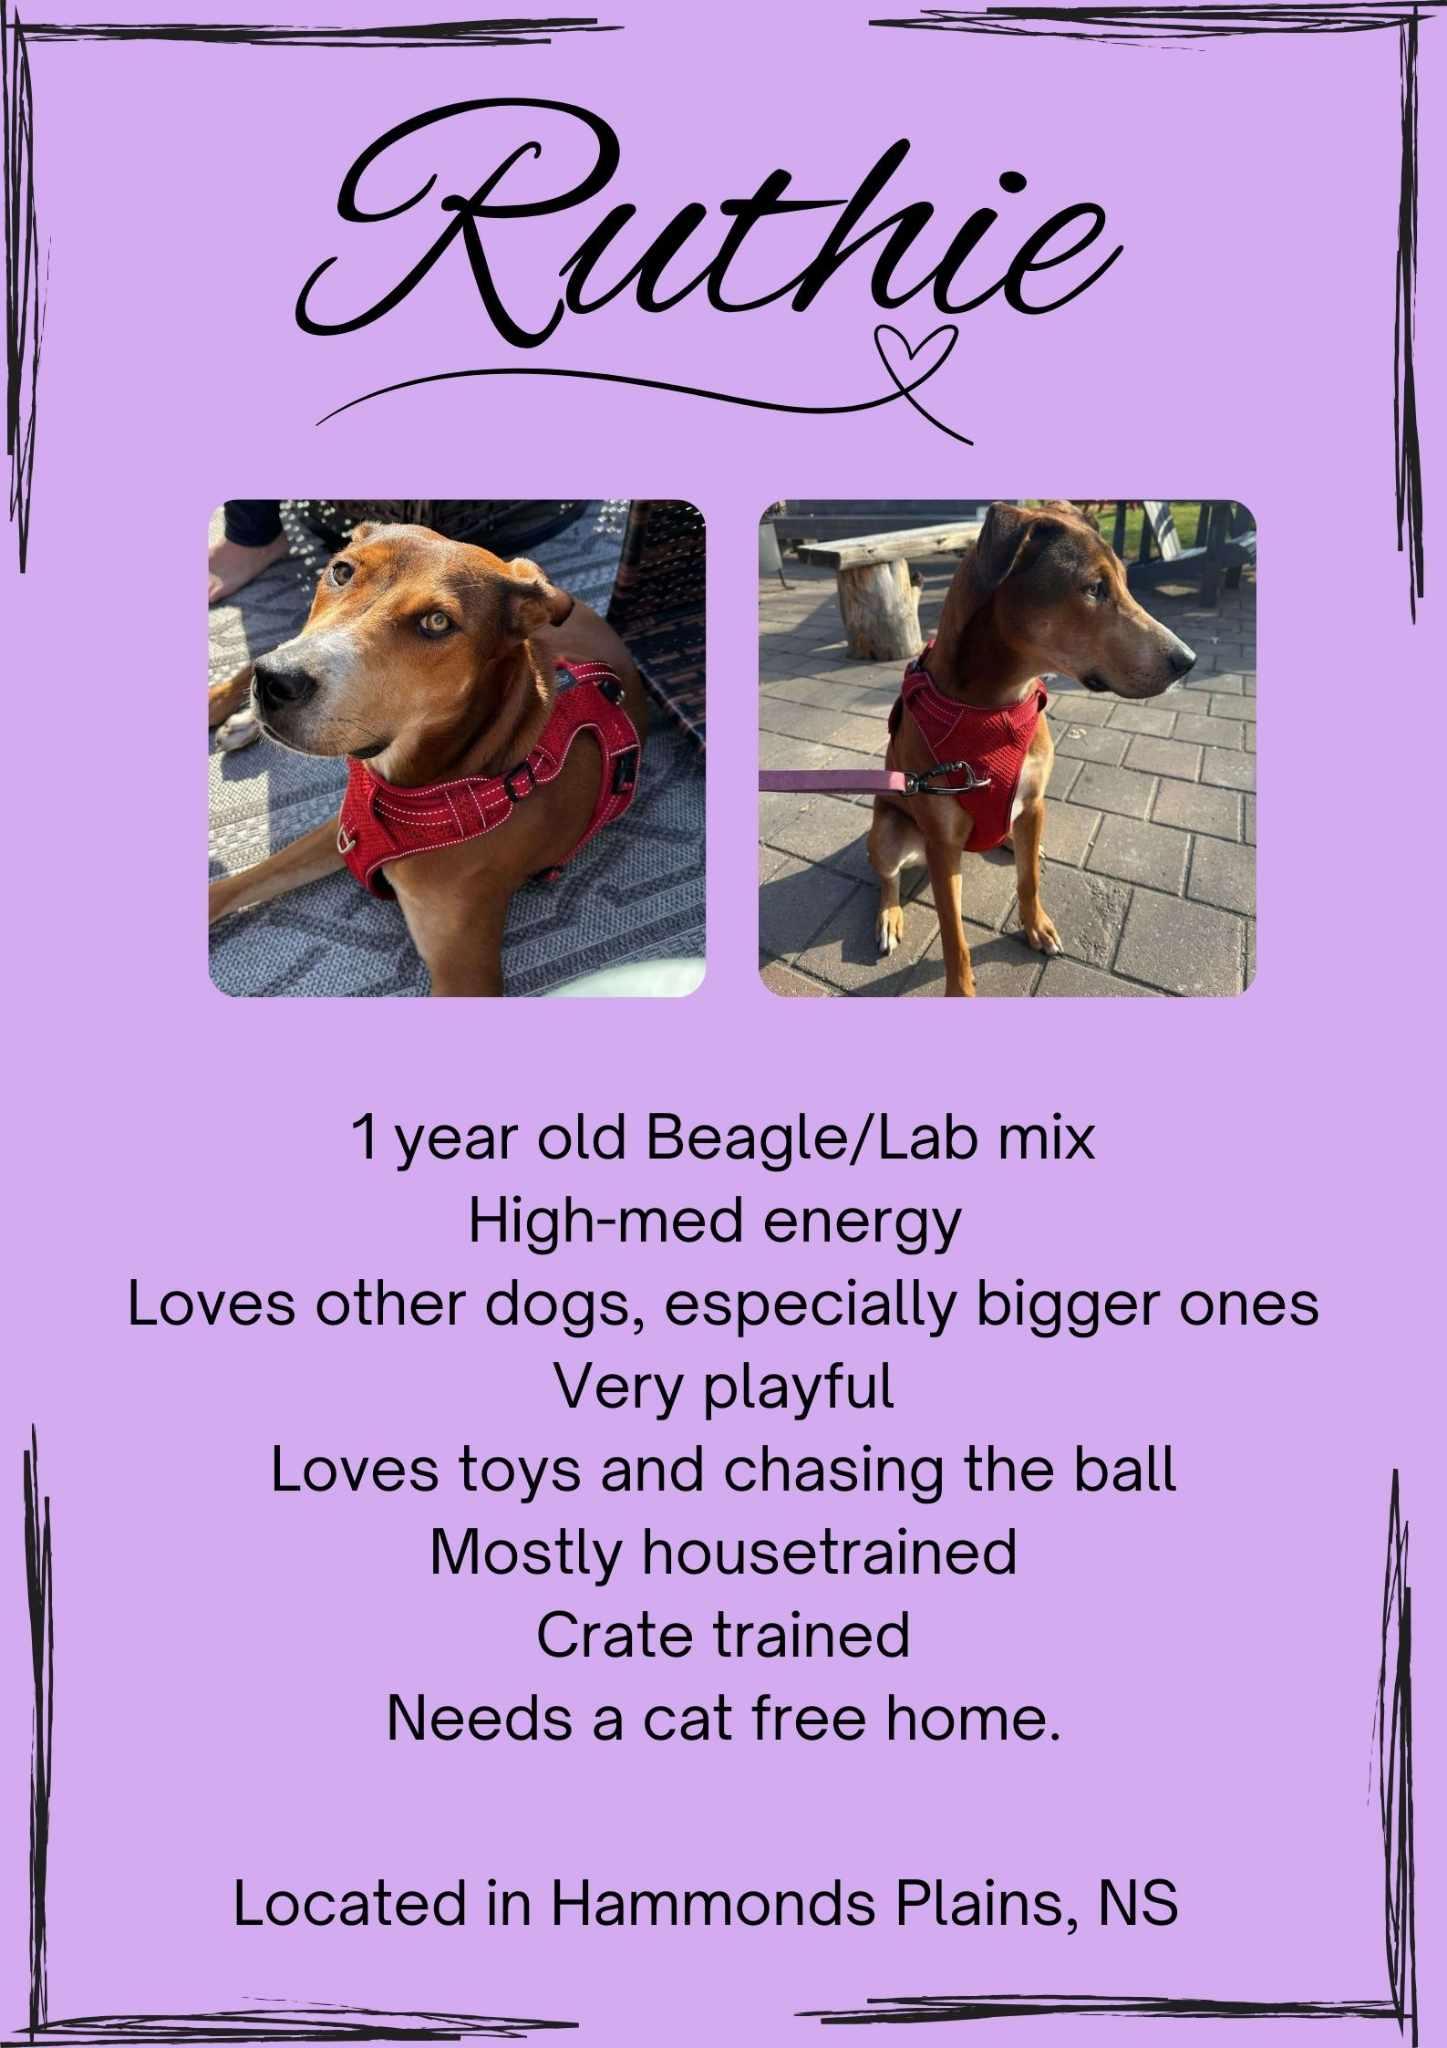 Ruthie
1 year old Beagle/Lab mix
High-med energy
Loves other dogs, especially bigger ones
Very playful
Loves toys and chasing the ball
Mostly housetrained
Crate trained
Needs a cat free home.
Located in Hammonds Plains, NS